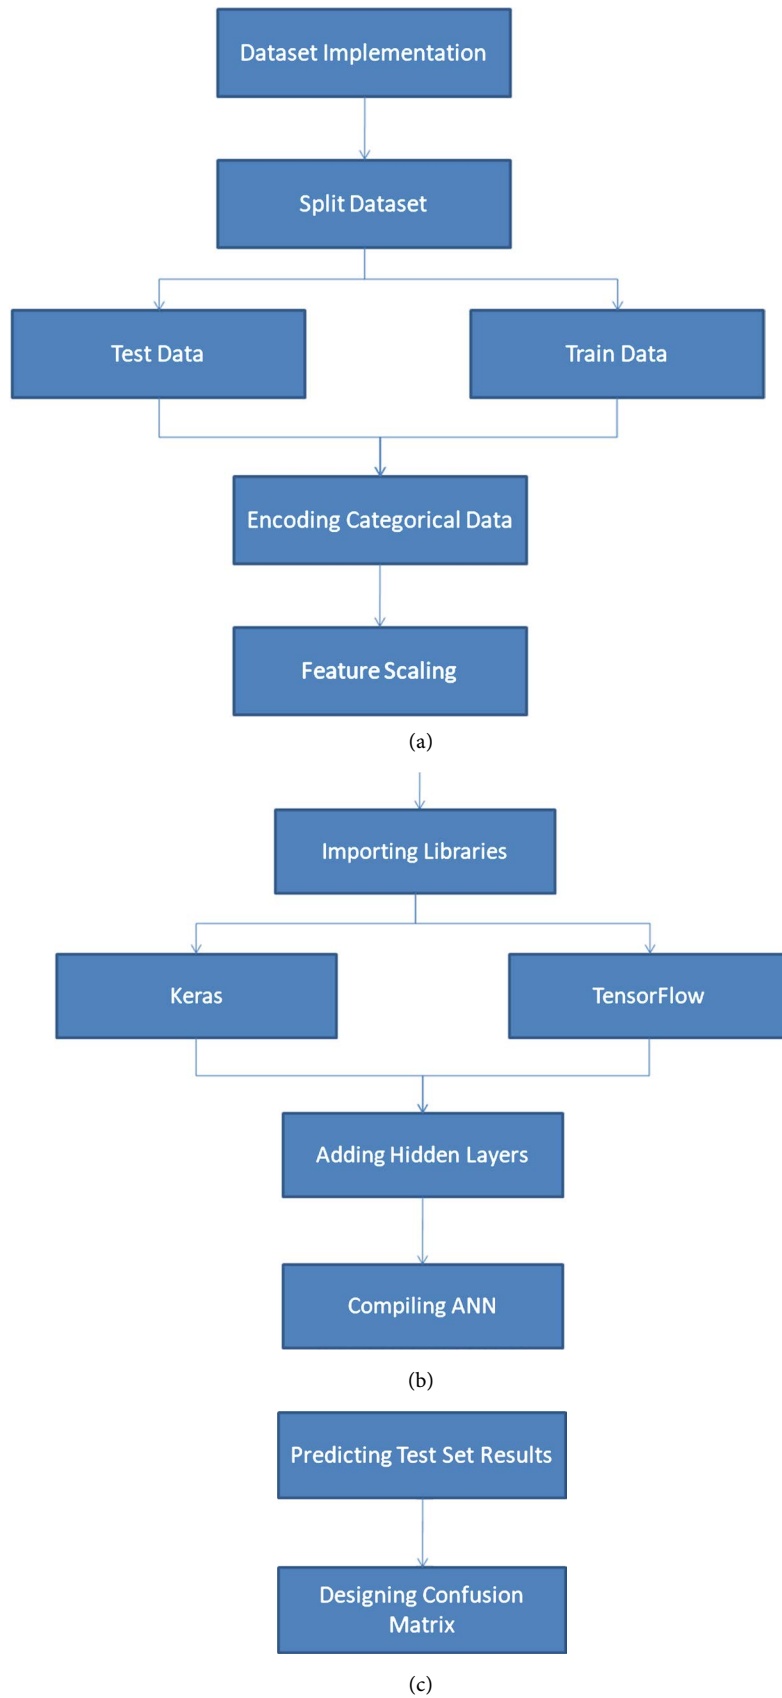 Dataset Implementation
Split Dataset
Test Data
Train Data
Encoding Categorical Data
Feature Scaling
(a)
Importing Libraries
Keras
TensorFlow
Adding Hidden Layers
Compiling ANN
(b)
Predicting Test Set Results
Designing Confusion
Matrix
(c)